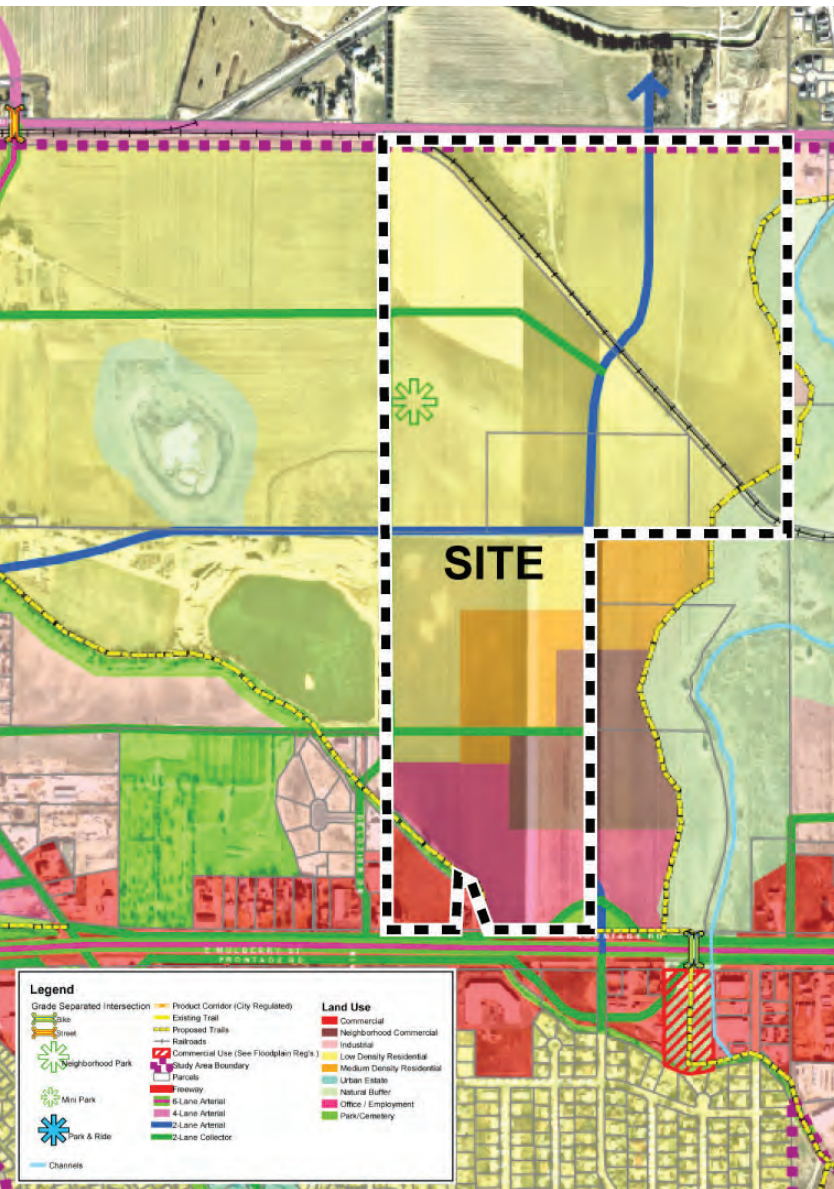 SITE
E MULBERRY ST
FRONTAGE RD
FRONTAGE RD
Legend
Grade Separated Intersection
Bike
Street
Neighborhood Park
Mini Park
Park & Ride
Channels
Product Corridor (City Regulated)
Existing Trail
Proposed Trails
Railroads
Commercial Use (See Floodplain Reg's.)
Study Area Boundary
Parcels
Freeway
6-Lane Arterial
4-Lane Arterial
2-Lane Arterial
2-Lane Collector
Land Use
Commercial
Neighborhood Commercial
Industrial
Low Density Residential
Medium Density Residential
Urban Estate
Natural Buffer
Office / Employment
Park/Cemetery